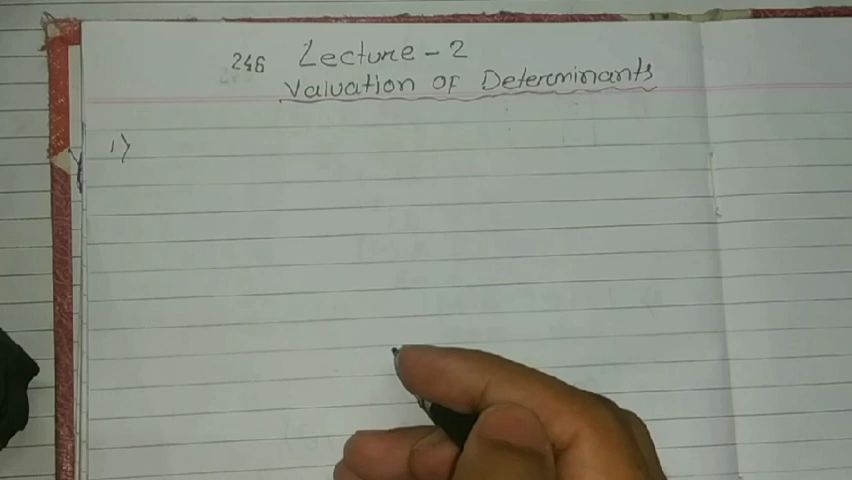 246 Lecture - 2
Valuation of Determinants
1)